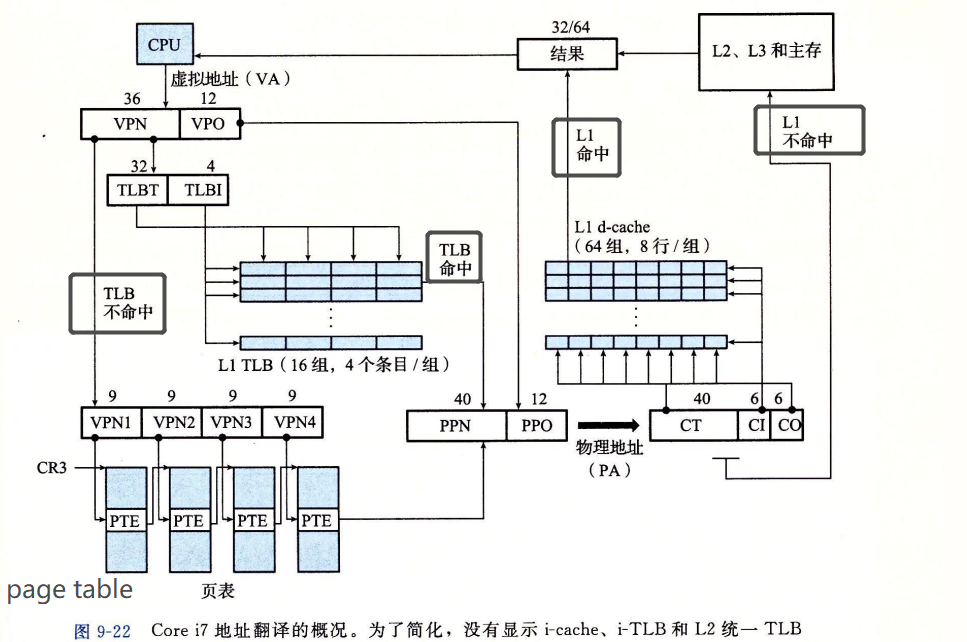 32/64
CPU
结果
L2、L3 和主存
虚拟地址（VA）
36
12
VPN
VPO
L1
命中
L1
不命中
32
4
TLBT
TLBI
TLB
命中
L1 d-cache
（64 组，8 行/组）
TLB
不命中
L1 TLB（16 组，4 个条目/组）
9
9
9
9
40
12
40
6
6
VPN1
VPN2
VPN3
VPN4
PPN
PPO
CT
CI
CO
物理地址
（PA）
CR3
PTE
PTE
PTE
PTE
page table
页表
图 9-22 Core i7 地址翻译的概况。为了简化，没有显示 i-cache、i-TLB 和 L2 统一 TLB